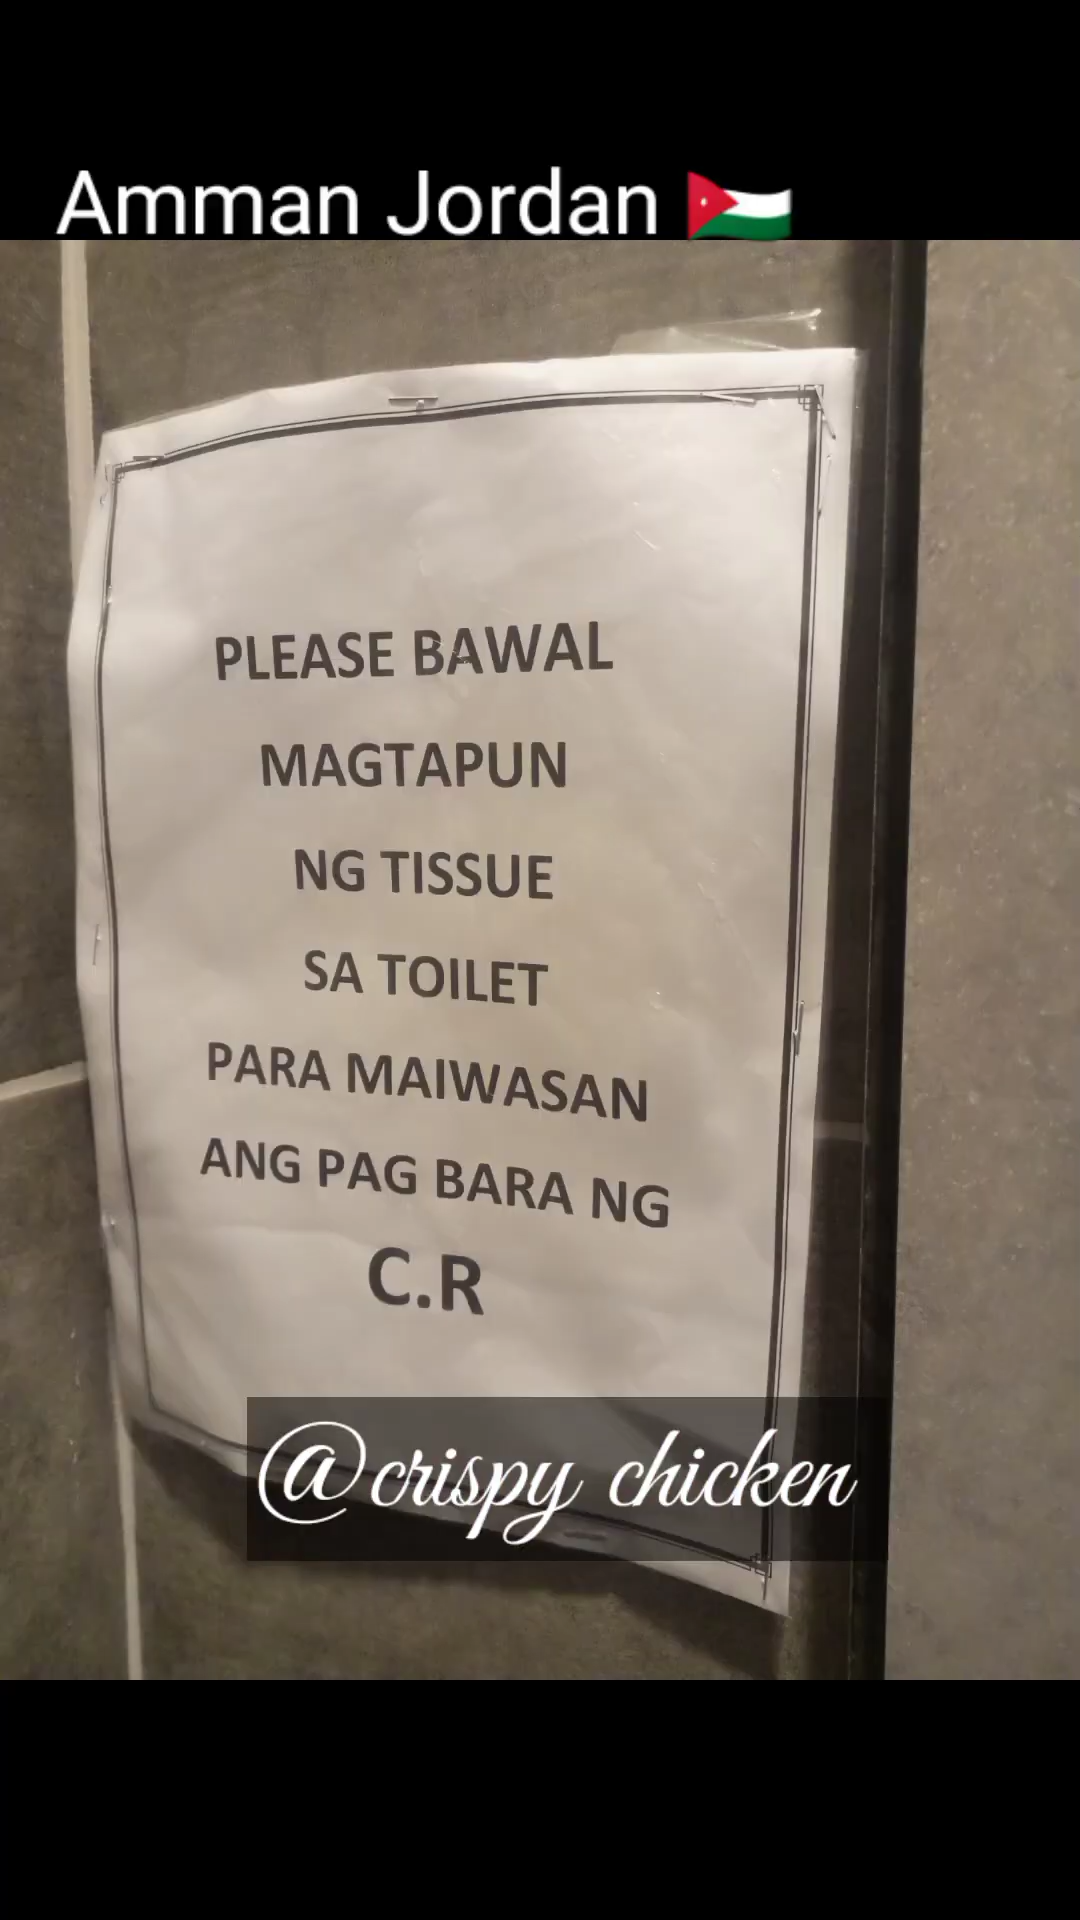 Amman Jordan 🇯🇴
PLEASE BAWAL
MAGTAPUN
NG TISSUE
SA TOILET
PARA MAIWASAN
ANG PAG BARA NG
C.R
@crispy chicken